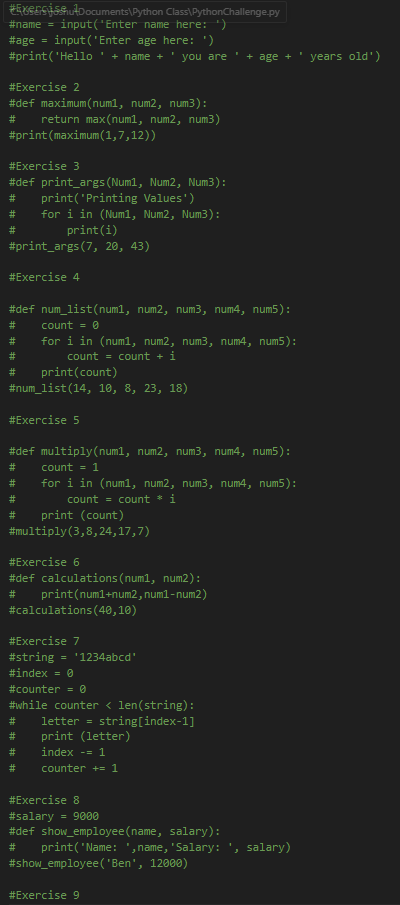 #Exercise 1
\Documents\Python Class\PythonChallenge.py
#name = input('Enter name here: ')
#age = input('Enter age here: ')
#print('Hello ' + name + ' you are ' + age + ' years old')
#Exercise 2
#def maximum(num1, num2, num3):
#    return max(num1, num2, num3)
#print(maximum(1,7,12))
#Exercise 3
#def print_args(Num1, Num2, Num3):
#    print('Printing Values')
#    for i in (Num1, Num2, Num3):
#        print(i)
#print_args(7, 20, 43)
#Exercise 4
#def num_list(num1, num2, num3, num4, num5):
#    count = 0
#    for i in (num1, num2, num3, num4, num5):
#        count = count + i
#    print(count)
#num_list(14, 10, 8, 23, 18)
#Exercise 5
#def multiply(num1, num2, num3, num4, num5):
#    count = 1
#    for i in (num1, num2, num3, num4, num5):
#        count = count * i
#    print (count)
#multiply(3,8,24,17,7)
#Exercise 6
#def calculations(num1, num2):
#    print(num1+num2,num1-num2)
#calculations(40,10)
#Exercise 7
#string = '1234abcd'
#index = 0
#counter = 0
#while counter < len(string):
#    letter = string[index-1]
#    print (letter)
#    index -= 1
#    counter += 1
#Exercise 8
#salary = 9000
#def show_employee(name, salary):
#    print('Name: ',name,'Salary: ', salary)
#show_employee('Ben', 12000)
#Exercise 9